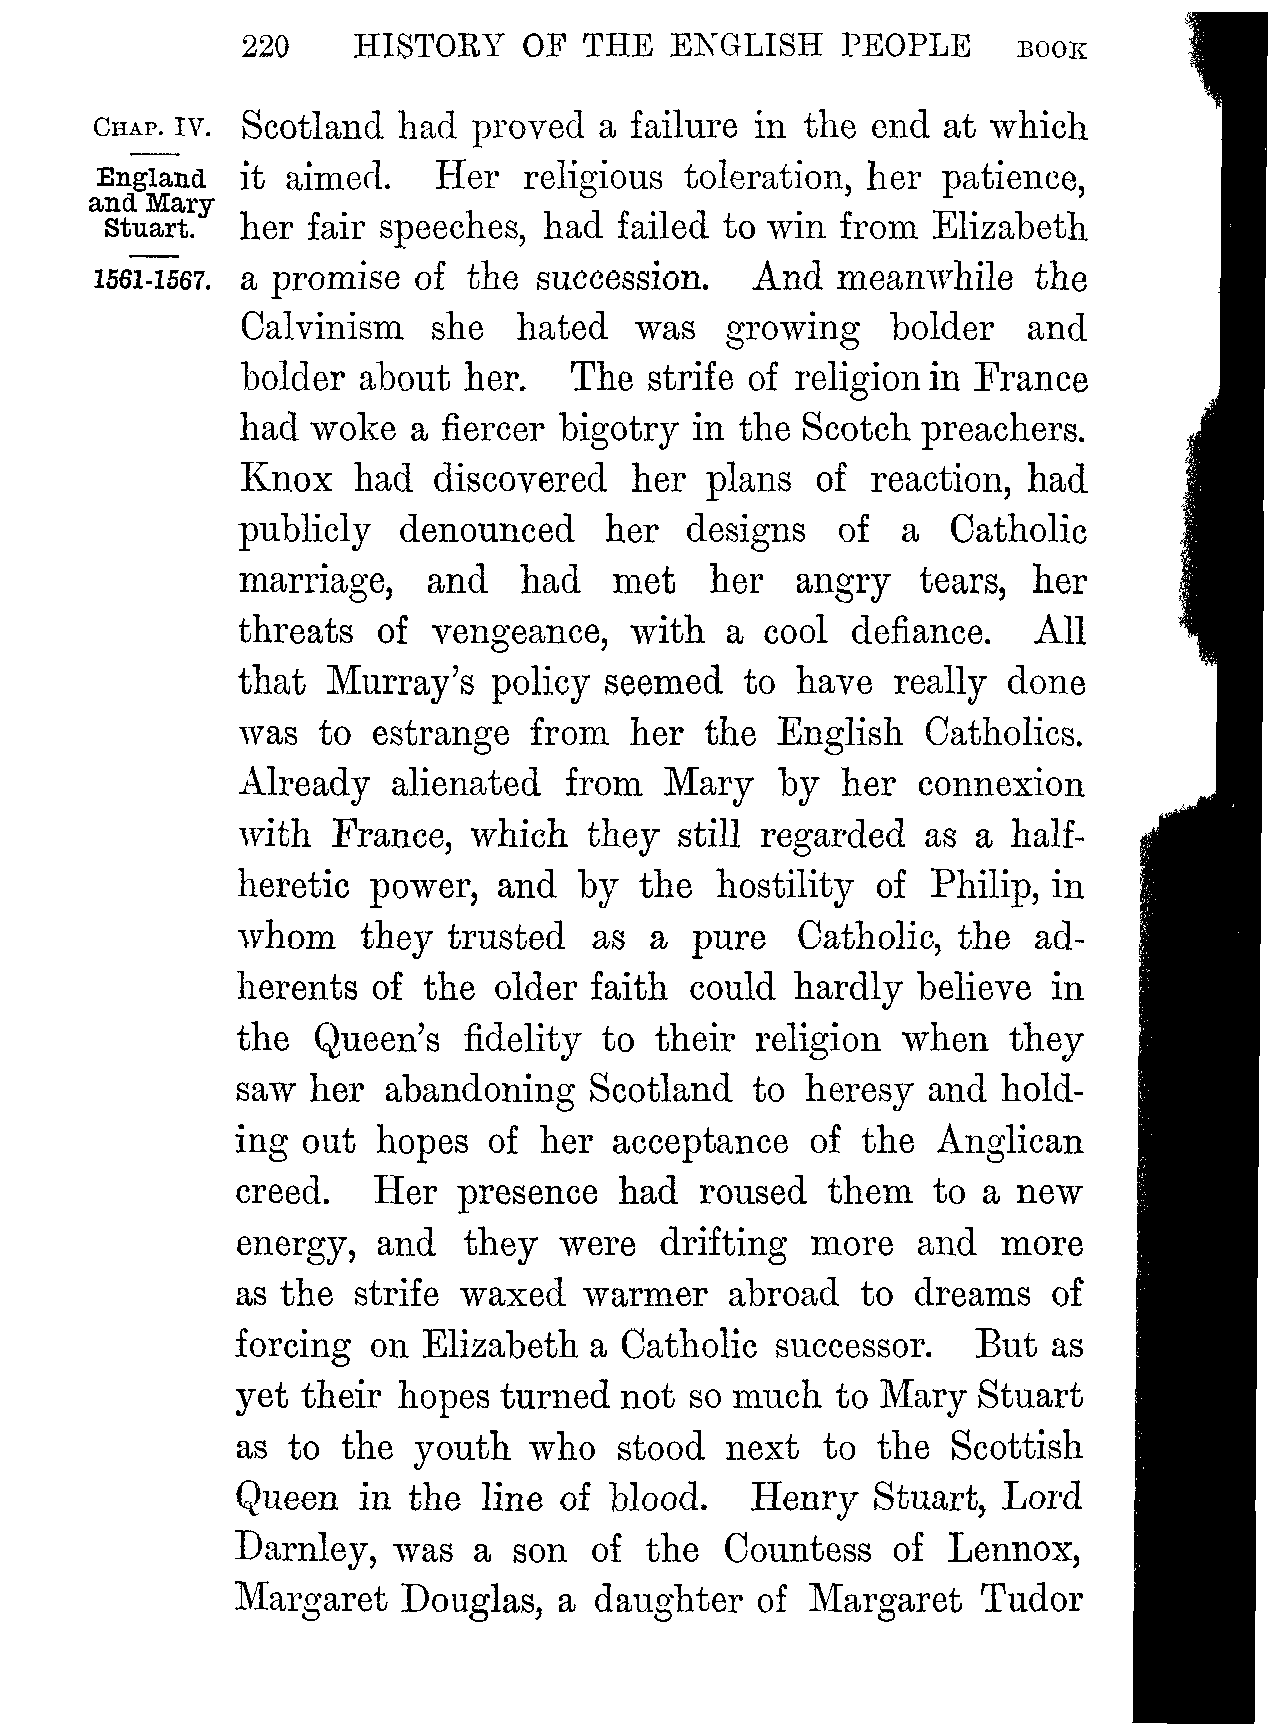 220 HISTORY OF THE ENGLISH PEOPLE BOOK
CHAP. IV.
England
and Mary
Stuart.
1561-1567.
Scotland had proved a failure in the end at which
it aimed. Her religious toleration, her patience,
her fair speeches, had failed to win from Elizabeth
a promise of the succession. And meanwhile the
Calvinism she hated was growing bolder and
bolder about her. The strife of religion in France
had woke a fiercer bigotry in the Scotch preachers.
Knox had discovered her plans of reaction, had
publicly denounced her designs of a Catholic
marriage, and had met her angry tears, her
threats of vengeance, with a cool defiance. All
that Murray's policy seemed to have really done
was to estrange from her the English Catholics.
Already alienated from Mary by her connexion
with France, which they still regarded as a half-
heretic power, and by the hostility of Philip, in
whom they trusted as a pure Catholic, the ad-
herents of the older faith could hardly believe in
the Queen's fidelity to their religion when they
saw her abandoning Scotland to heresy and hold-
ing out hopes of her acceptance of the Anglican
creed. Her presence had roused them to a new
energy, and they were drifting more and more
as the strife waxed warmer abroad to dreams of
forcing on Elizabeth a Catholic successor. But as
yet their hopes turned not so much to Mary Stuart
as to the youth who stood next to the Scottish
Queen in the line of blood. Henry Stuart, Lord
Darnley, was a son of the Countess of Lennox,
Margaret Douglas, a daughter of Margaret Tudor